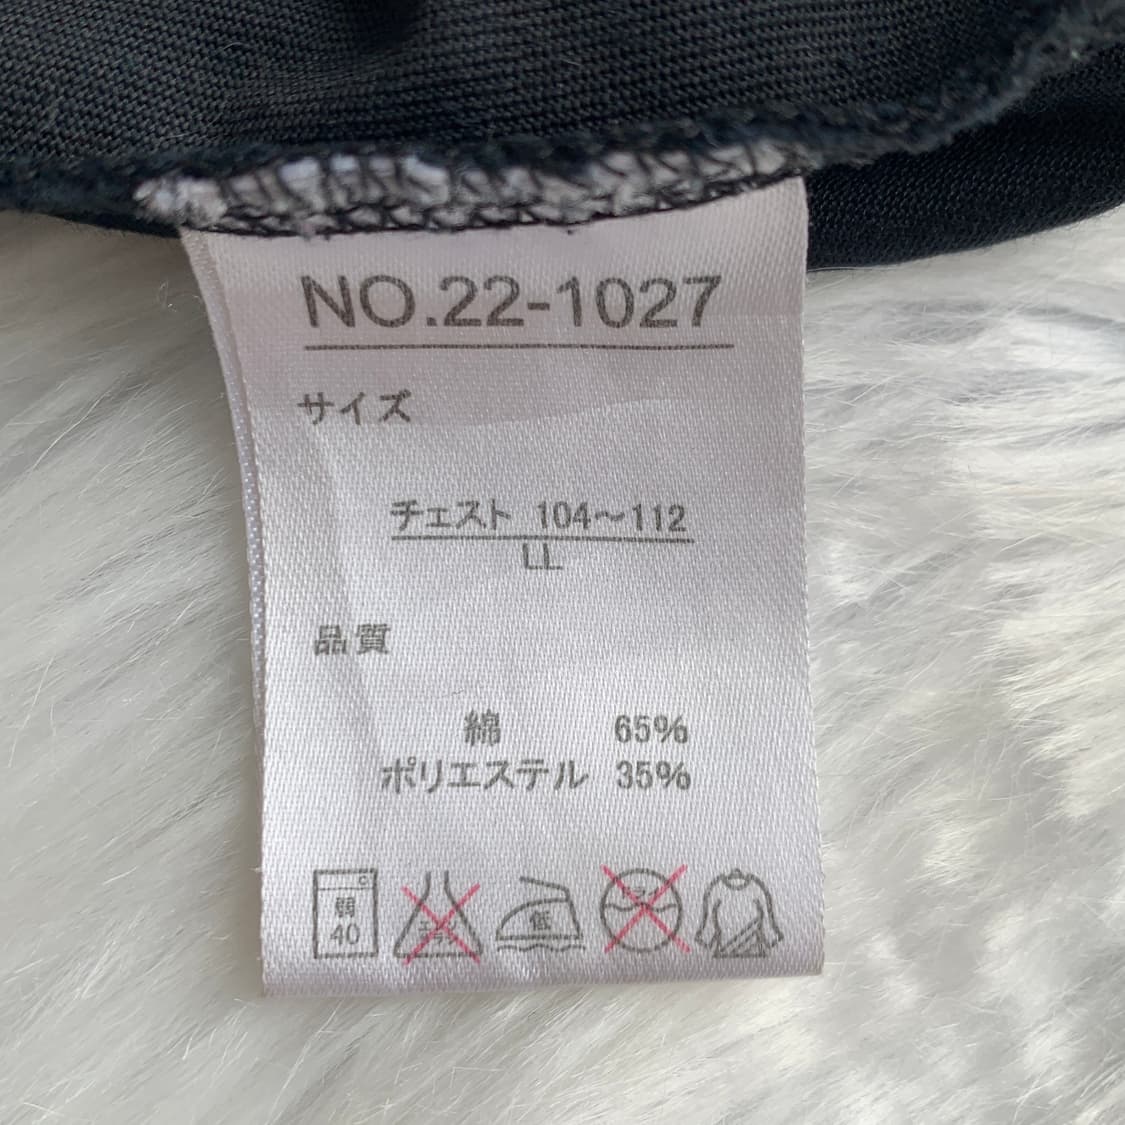 NO.22-1027
サイズ
チェスト 104～112
LL
品質
綿 65%
ポリエステル 35%
弱
40
低